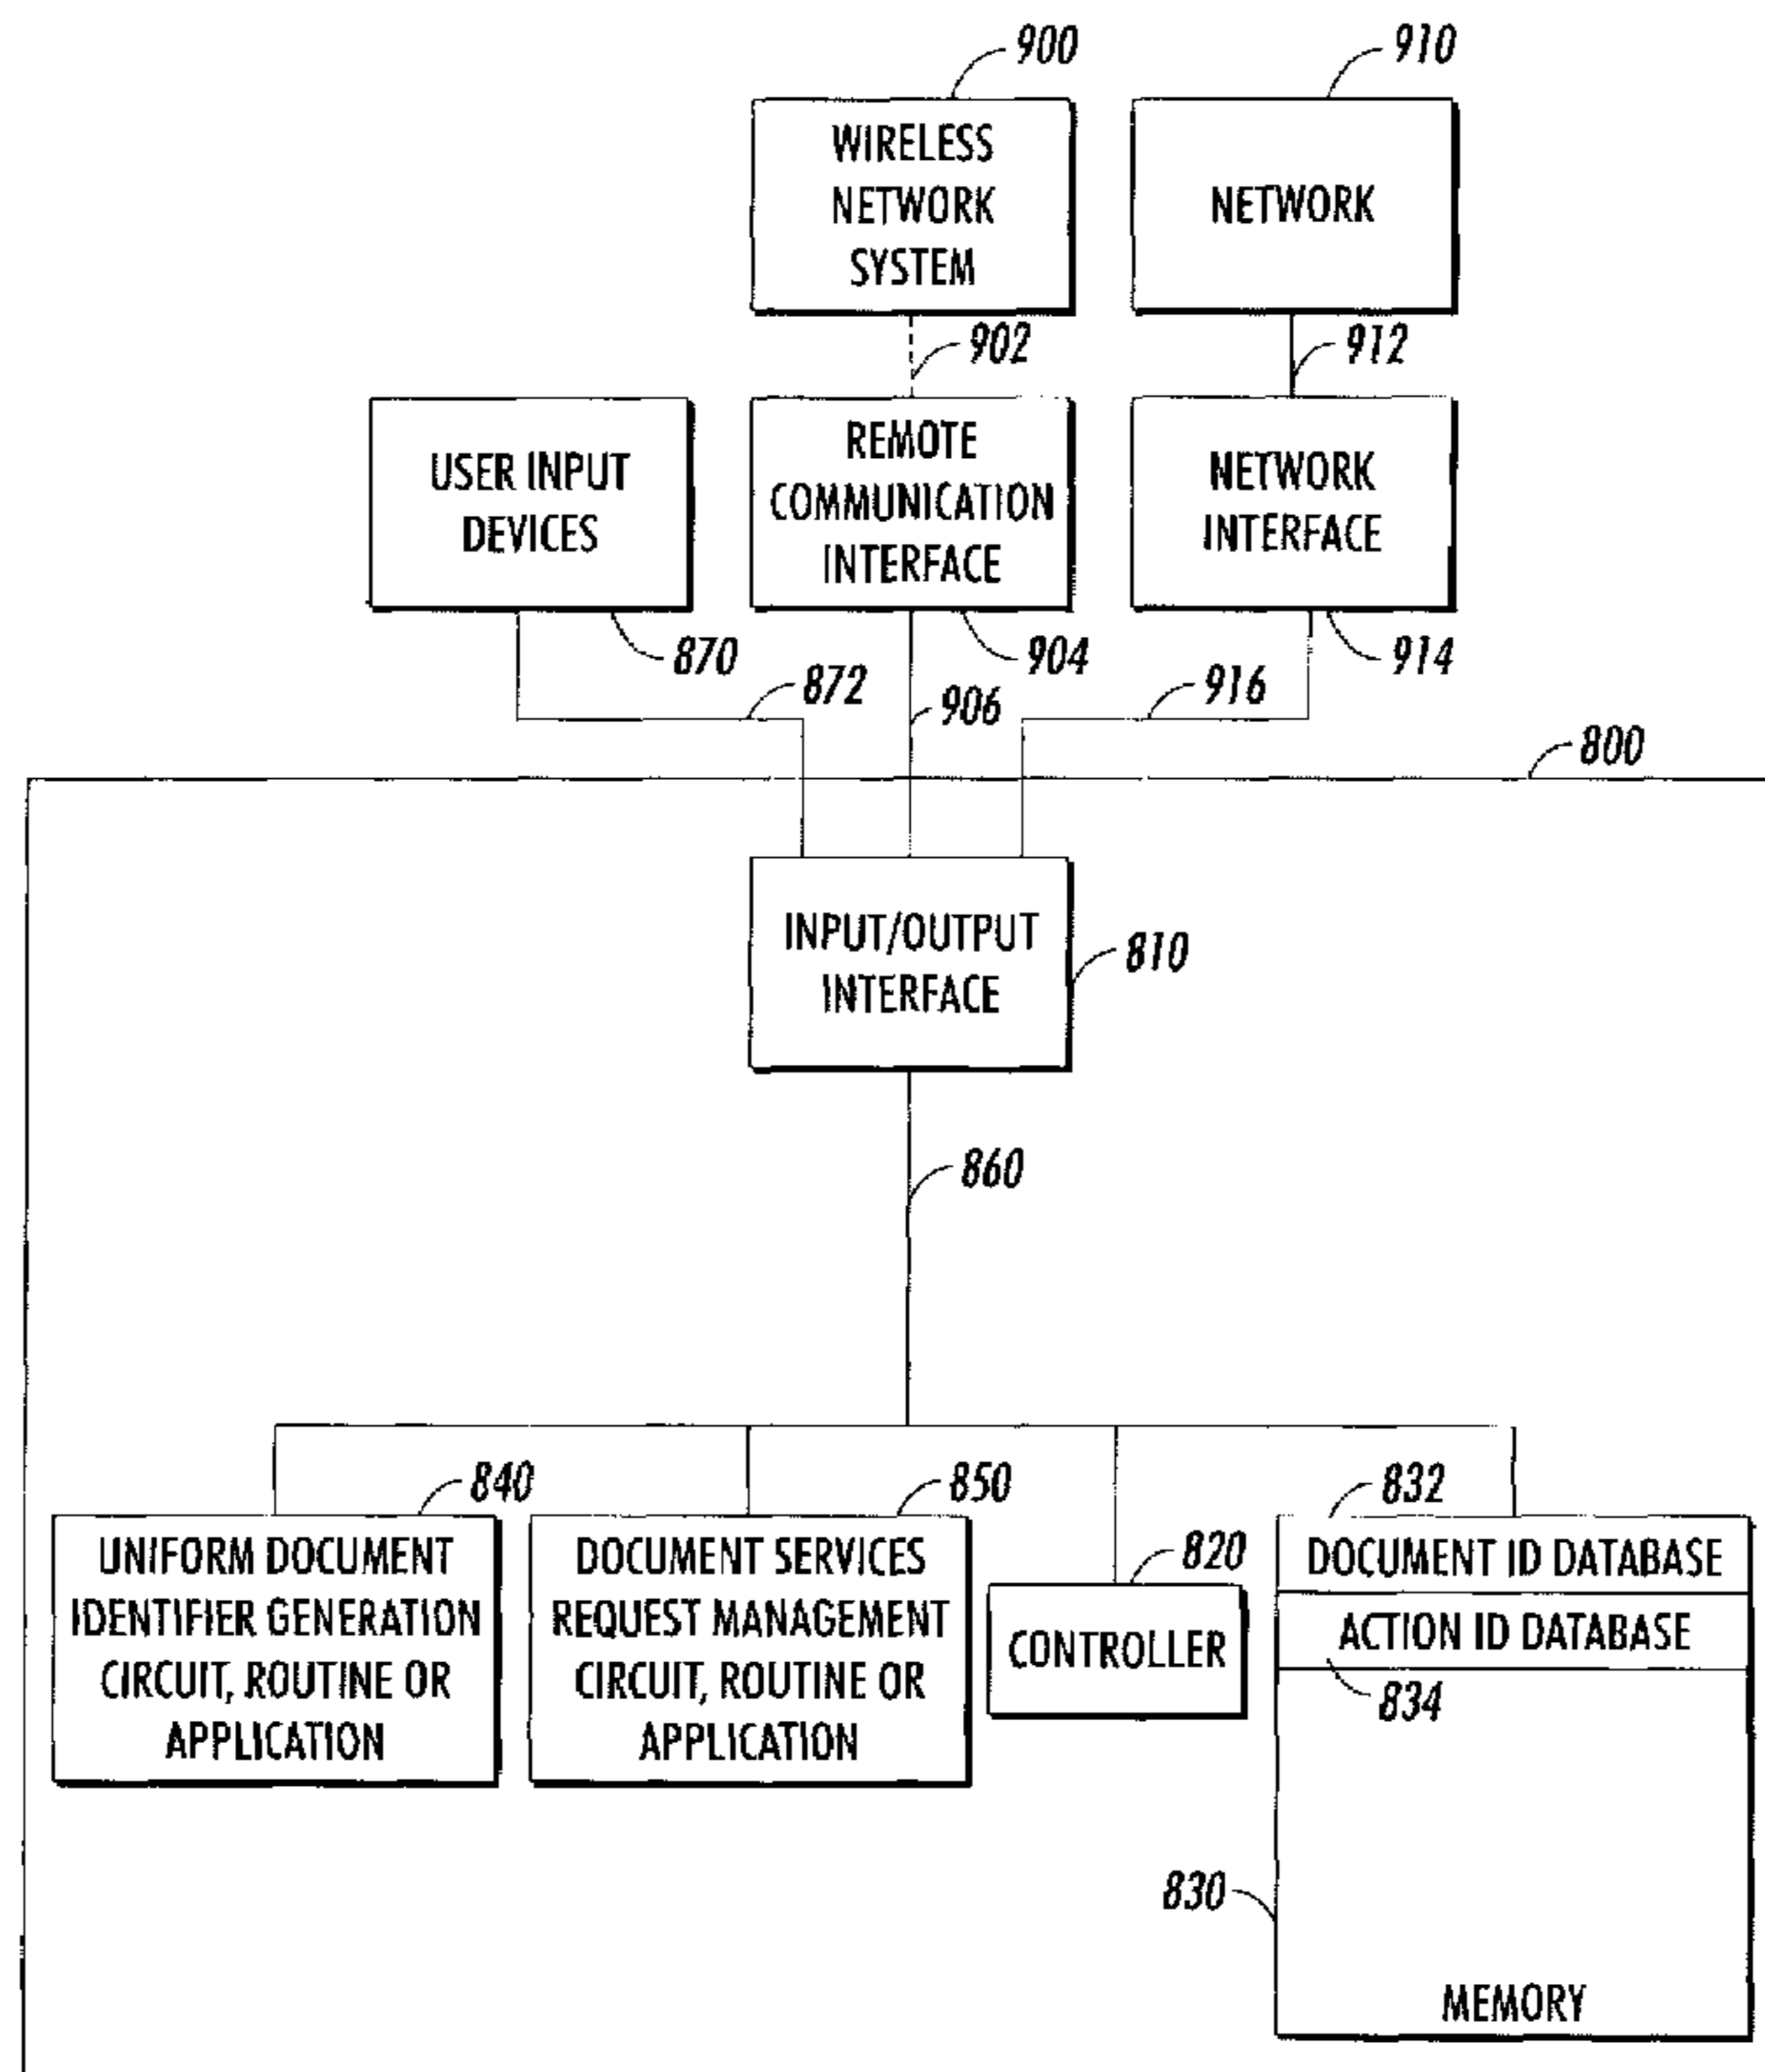 900
910
WIRELESS
NETWORK
SYSTEM
NETWORK
902
912
USER INPUT
DEVICES
REMOTE
COMMUNICATION
INTERFACE
NETWORK
INTERFACE
870
904
914
872
906
916
800
INPUT/OUTPUT
INTERFACE
810
860
840
850
832
820
UNIFORM DOCUMENT
IDENTIFIER GENERATION
CIRCUIT, ROUTINE OR
APPLICATION
DOCUMENT SERVICES
REQUEST MANAGEMENT
CIRCUIT, ROUTINE OR
APPLICATION
CONTROLLER
DOCUMENT ID DATABASE
ACTION ID DATABASE
834
830
MEMORY